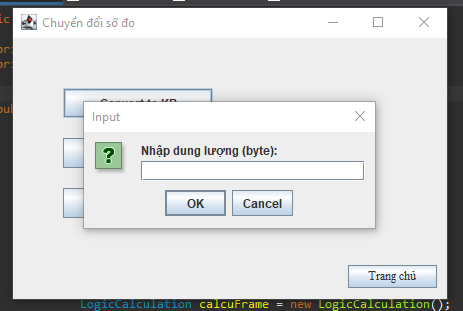 Chuyển đổi số đo
Convert to KB
Input
Nhập dung lượng (byte):
OK
Cancel
Trang chủ
LogicCalculation calcuFrame = new LogicCalculation();